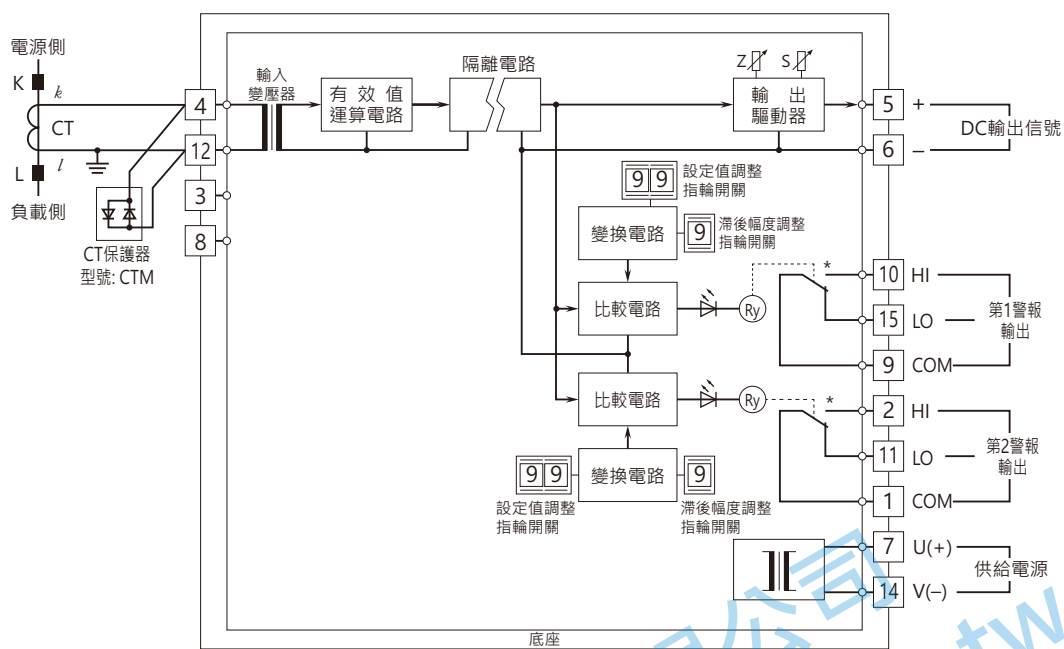 電源側
K
k
CT
L
l
負載側
CT保護器
型號: CTM
4
12
3
8
輸入
變壓器
有效值
運算電路
隔離電路
Z
S
輸出
驅動器
5
+
6
–
DC輸出信號
99
設定值調整
指輪開關
變換電路
9
滯後幅度調整
指輪開關
比較電路
Ry
*
10
HI
15
LO
9
COM
第1警報
輸出
比較電路
Ry
*
2
HI
11
LO
1
COM
第2警報
輸出
99
設定值調整
指輪開關
變換電路
9
滯後幅度調整
指輪開關
7
U(+)
14
V(–)
供給電源
底座
公司
tw